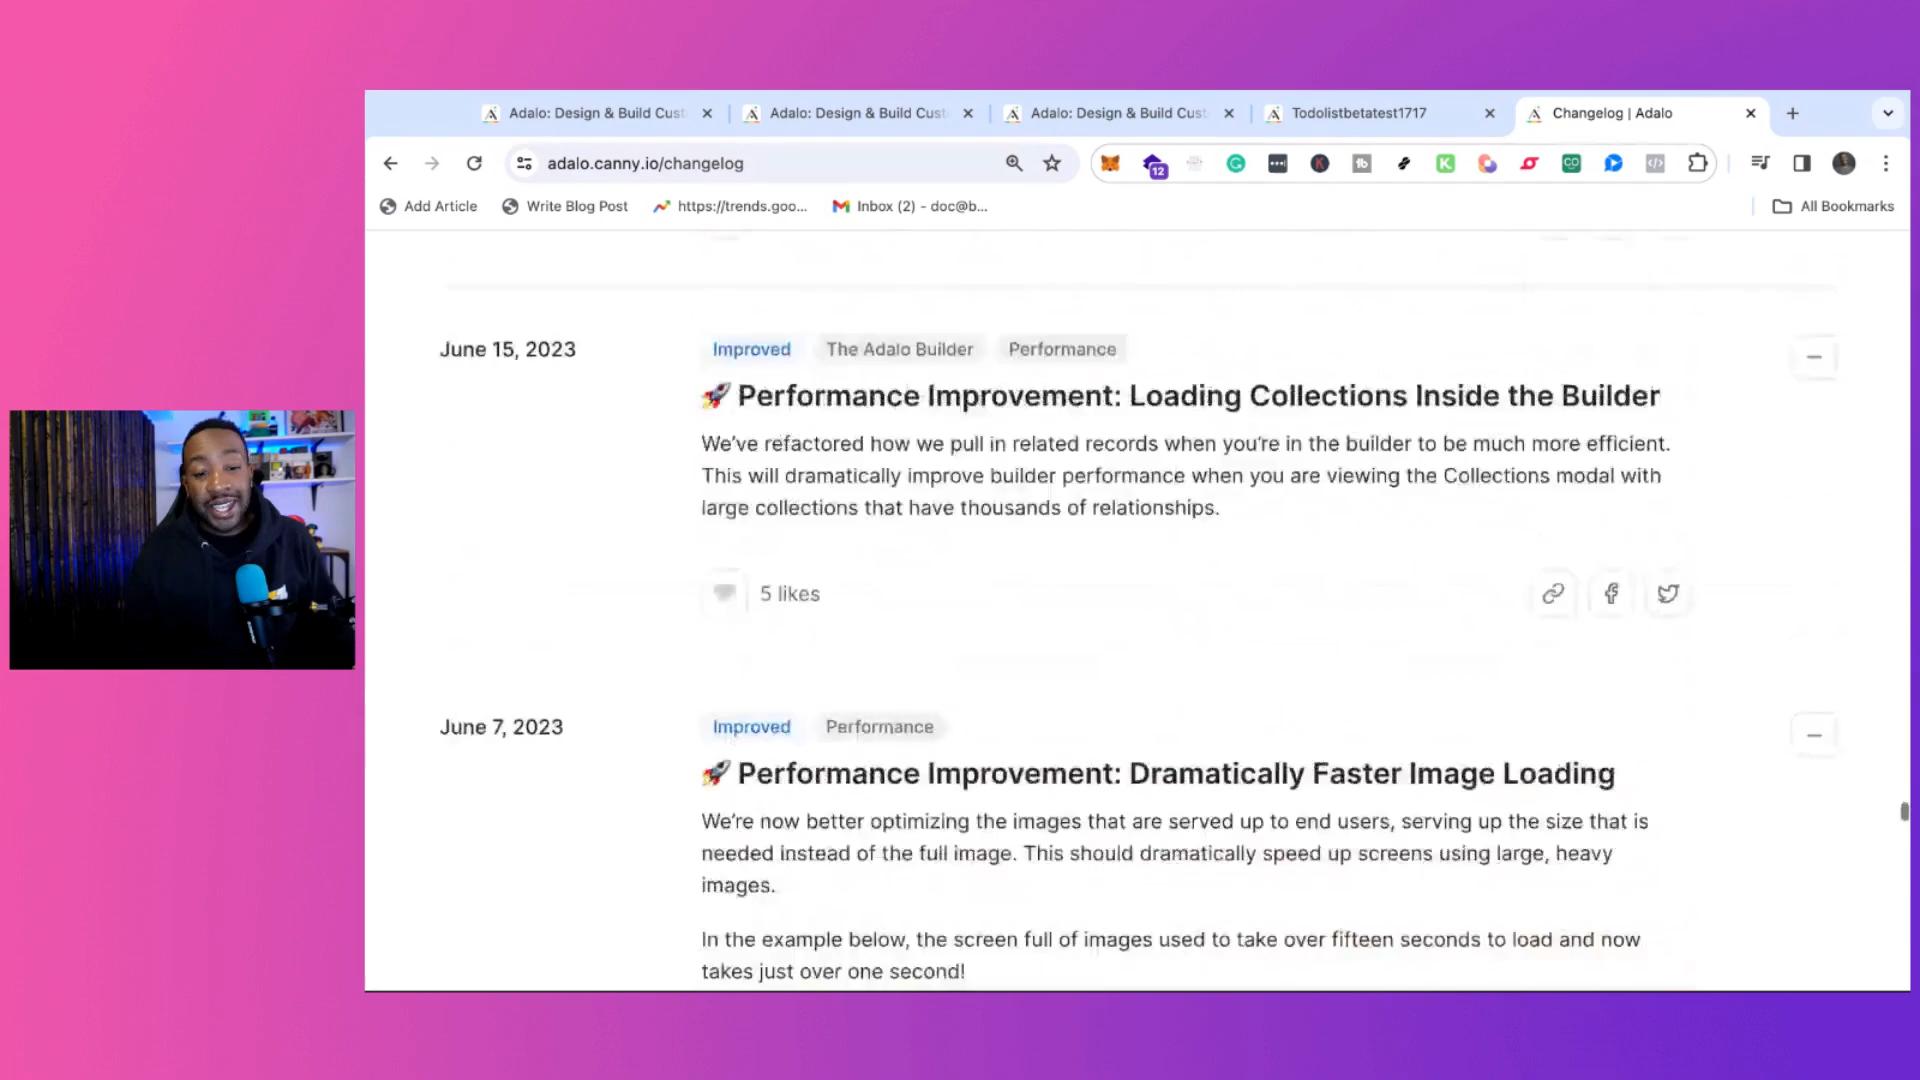 Adalo: Design & Build Cust
Adalo: Design & Build Cust
Adalo: Design & Build Cust
Todolistbetatest1717
Changelog | Adalo
adalo.canny.io/changelog
12
Add Article
Write Blog Post
https://trends.goo...
Inbox (2) - doc@b...
All Bookmarks
June 15, 2023
Improved
The Adalo Builder
Performance
🚀 Performance Improvement: Loading Collections Inside the Builder
We've refactored how we pull in related records when you're in the builder to be much more efficient.
This will dramatically improve builder performance when you are viewing the Collections modal with
large collections that have thousands of relationships.
5 likes
June 7, 2023
Improved
Performance
🚀 Performance Improvement: Dramatically Faster Image Loading
We're now better optimizing the images that are served up to end users, serving up the size that is
needed instead of the full image. This should dramatically speed up screens using large, heavy
images.
In the example below, the screen full of images used to take over fifteen seconds to load and now
takes just over one second!